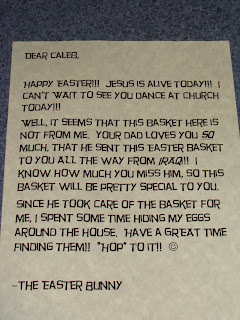 DEAR CALEB,
HAPPY EASTER!!! JESUS IS ALIVE TODAY!!! I
CAN'T WAIT TO SEE YOU DANCE AT CHURCH
TODAY!!!
WELL, IT SEEMS THAT THIS BASKET HERE IS
NOT FROM ME. YOUR DAD LOVES YOU SO
MUCH, THAT HE SENT THIS EASTER BASKET
TO YOU ALL THE WAY FROM IRAQ!!! I
KNOW HOW MUCH YOU MISS HIM, SO THIS
BASKET WILL BE PRETTY SPECIAL TO YOU.
SINCE HE TOOK CARE OF THE BASKET FOR
ME, I SPENT SOME TIME HIDING MY EGGS
AROUND THE HOUSE. HAVE A GREAT TIME
FINDING THEM!! "HOP" TO IT!! ☺
~THE EASTER BUNNY